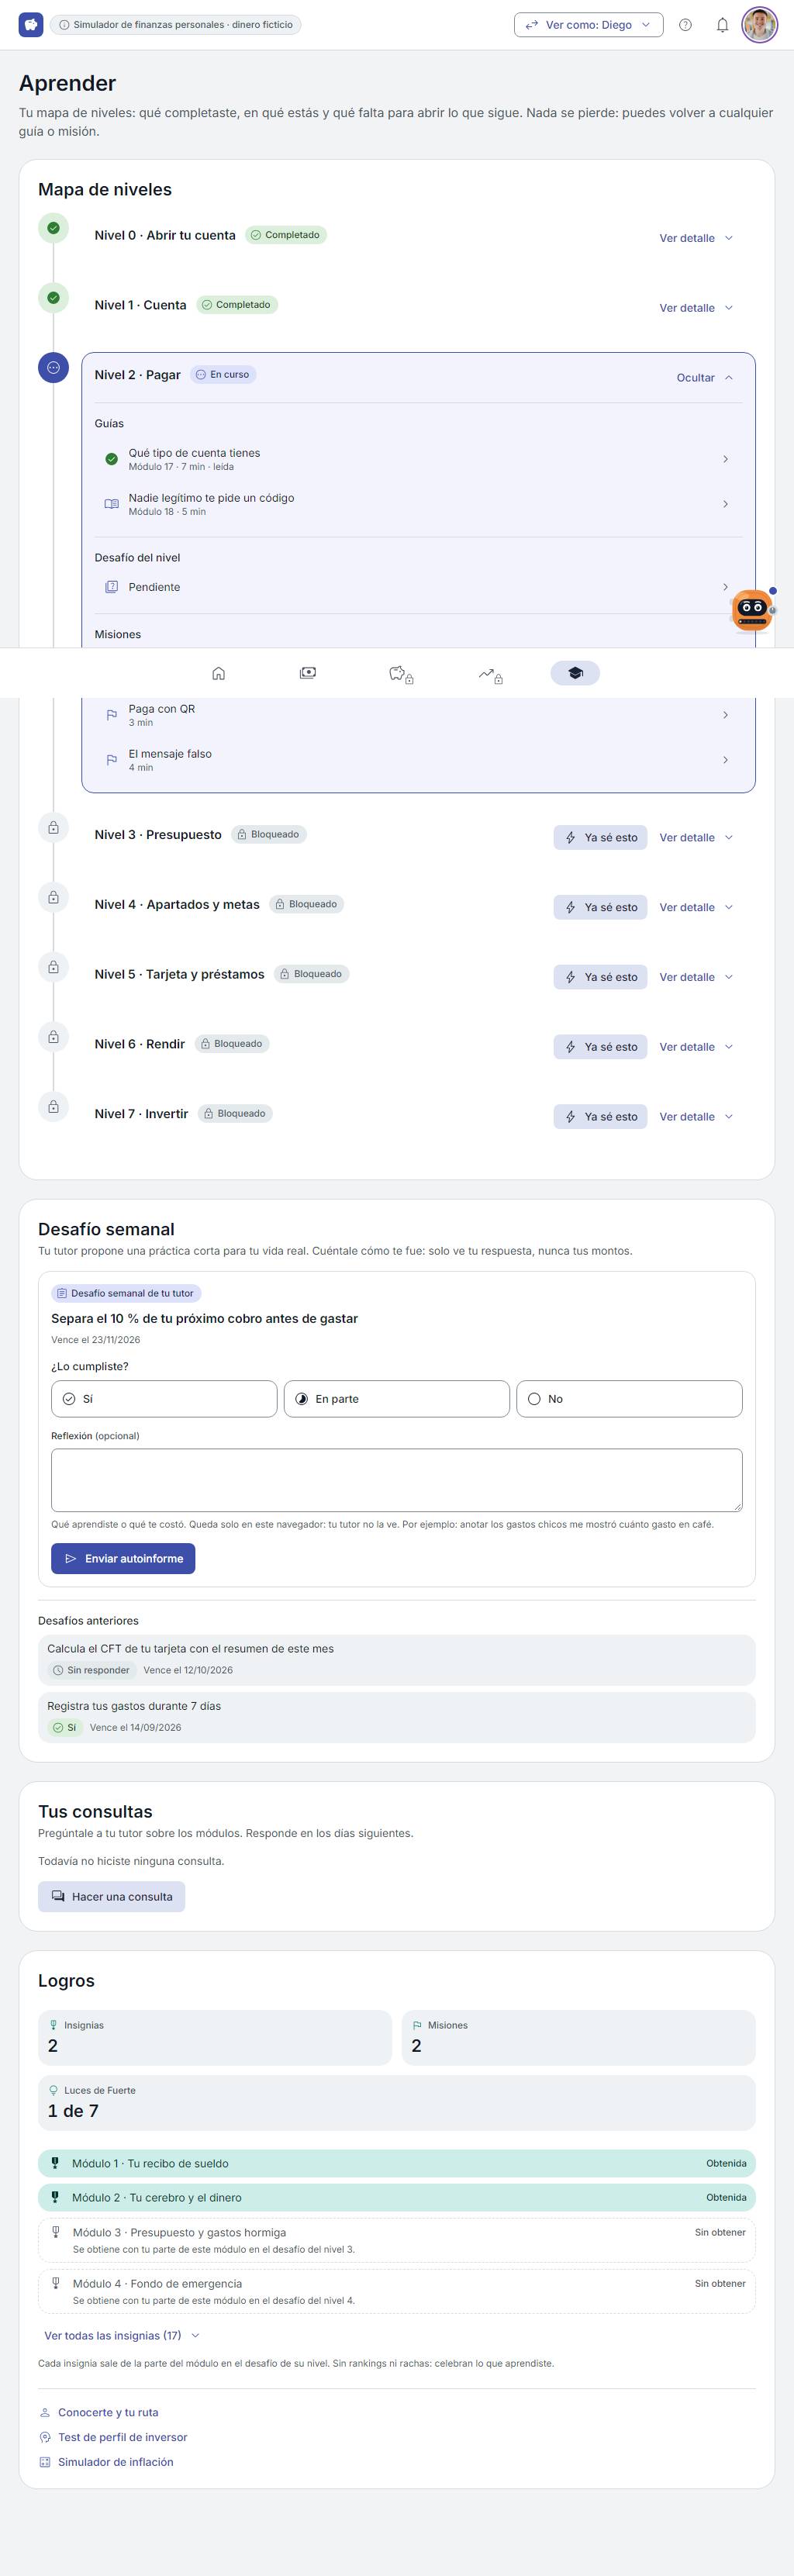 Simulador de finanzas personales · dinero ficticio
Ver como: Diego
Aprender
Tu mapa de niveles: qué completaste, en qué estás y qué falta para abrir lo que sigue. Nada se pierde: puedes volver a cualquier
guía o misión.
Mapa de niveles
Nivel 0 · Abrir tu cuenta
Completado
Ver detalle
Nivel 1 · Cuenta
Completado
Ver detalle
Nivel 2 · Pagar
En curso
Ocultar
Guías
Qué tipo de cuenta tienes
Módulo 17 · 7 min · leída
Nadie legítimo te pide un código
Módulo 18 · 5 min
Desafío del nivel
Pendiente
Misiones
Paga con QR
3 min
El mensaje falso
4 min
Nivel 3 · Presupuesto
Bloqueado
Ya sé esto
Ver detalle
Nivel 4 · Apartados y metas
Bloqueado
Ya sé esto
Ver detalle
Nivel 5 · Tarjeta y préstamos
Bloqueado
Ya sé esto
Ver detalle
Nivel 6 · Rendir
Bloqueado
Ya sé esto
Ver detalle
Nivel 7 · Invertir
Bloqueado
Ya sé esto
Ver detalle
Desafío semanal
Tu tutor propone una práctica corta para tu vida real. Cuéntale cómo te fue: solo ve tu respuesta, nunca tus montos.
Desafío semanal de tu tutor
Separa el 10 % de tu próximo cobro antes de gastar
Vence el 23/11/2026
¿Lo cumpliste?
Sí
En parte
No
Reflexión (opcional)
Qué aprendiste o qué te costó. Queda solo en este navegador: tu tutor no la ve. Por ejemplo: anotar los gastos chicos me mostró cuánto gasto en café.
Enviar autoinforme
Desafíos anteriores
Calcula el CFT de tu tarjeta con el resumen de este mes
Sin responder
Vence el 12/10/2026
Registra tus gastos durante 7 días
Sí
Vence el 14/09/2026
Tus consultas
Pregúntale a tu tutor sobre los módulos. Responde en los días siguientes.
Todavía no hiciste ninguna consulta.
Hacer una consulta
Logros
Insignias
2
Misiones
2
Luces de Fuerte
1 de 7
Módulo 1 · Tu recibo de sueldo
Obtenida
Módulo 2 · Tu cerebro y el dinero
Obtenida
Módulo 3 · Presupuesto y gastos hormiga
Sin obtener
Se obtiene con tu parte de este módulo en el desafío del nivel 3.
Módulo 4 · Fondo de emergencia
Sin obtener
Se obtiene con tu parte de este módulo en el desafío del nivel 4.
Ver todas las insignias (17)
Cada insignia sale de la parte del módulo en el desafío de su nivel. Sin rankings ni rachas: celebran lo que aprendiste.
Conocerte y tu ruta
Test de perfil de inversor
Simulador de inflación